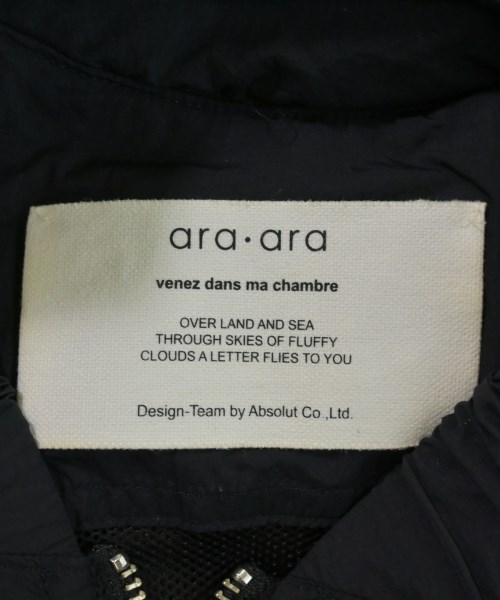 ara·ara
venez dans ma chambre
OVER LAND AND SEA
THROUGH SKIES OF FLUFFY
CLOUDS A LETTER FLIES TO YOU
Design-Team by Absolut Co.,Ltd.